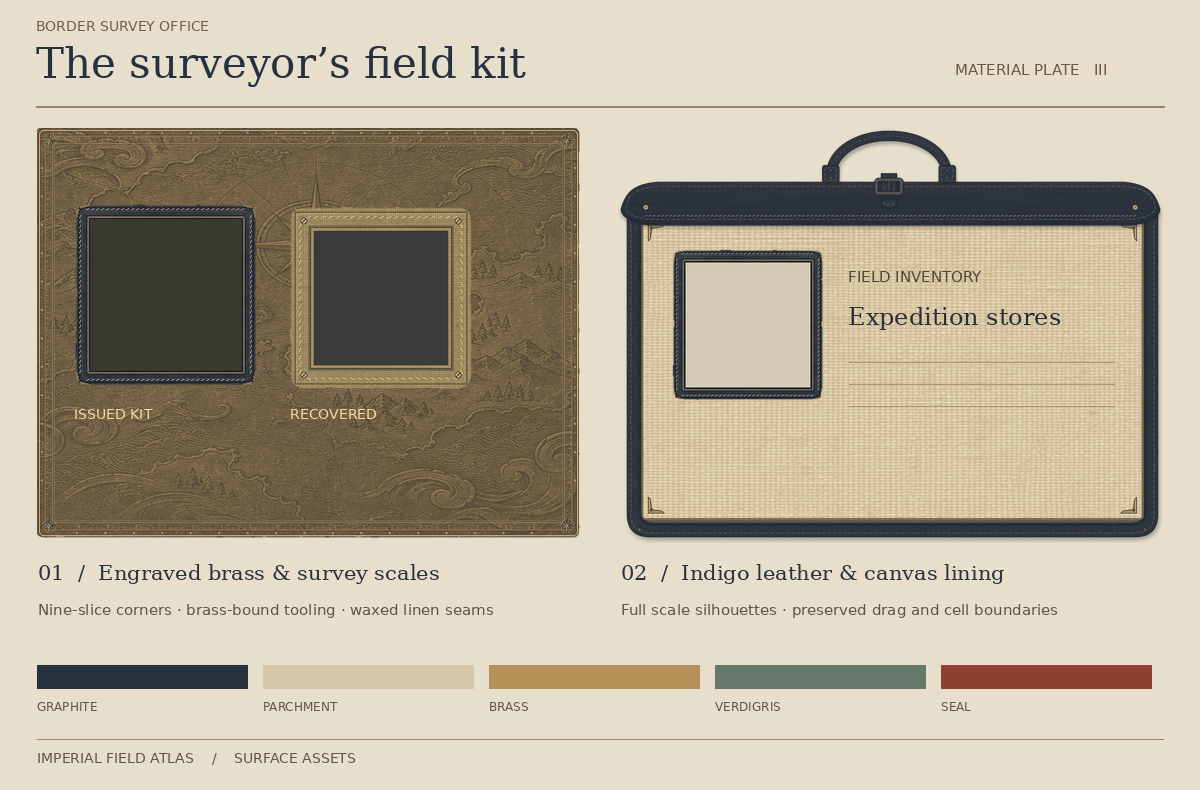 BORDER SURVEY OFFICE
The surveyor’s field kit
MATERIAL PLATE III
ISSUED KIT
RECOVERED
FIELD INVENTORY
Expedition stores
01 / Engraved brass & survey scales
Nine-slice corners · brass-bound tooling · waxed linen seams
02 / Indigo leather & canvas lining
Full scale silhouettes · preserved drag and cell boundaries
GRAPHITE
PARCHMENT
BRASS
VERDIGRIS
SEAL
IMPERIAL FIELD ATLAS / SURFACE ASSETS